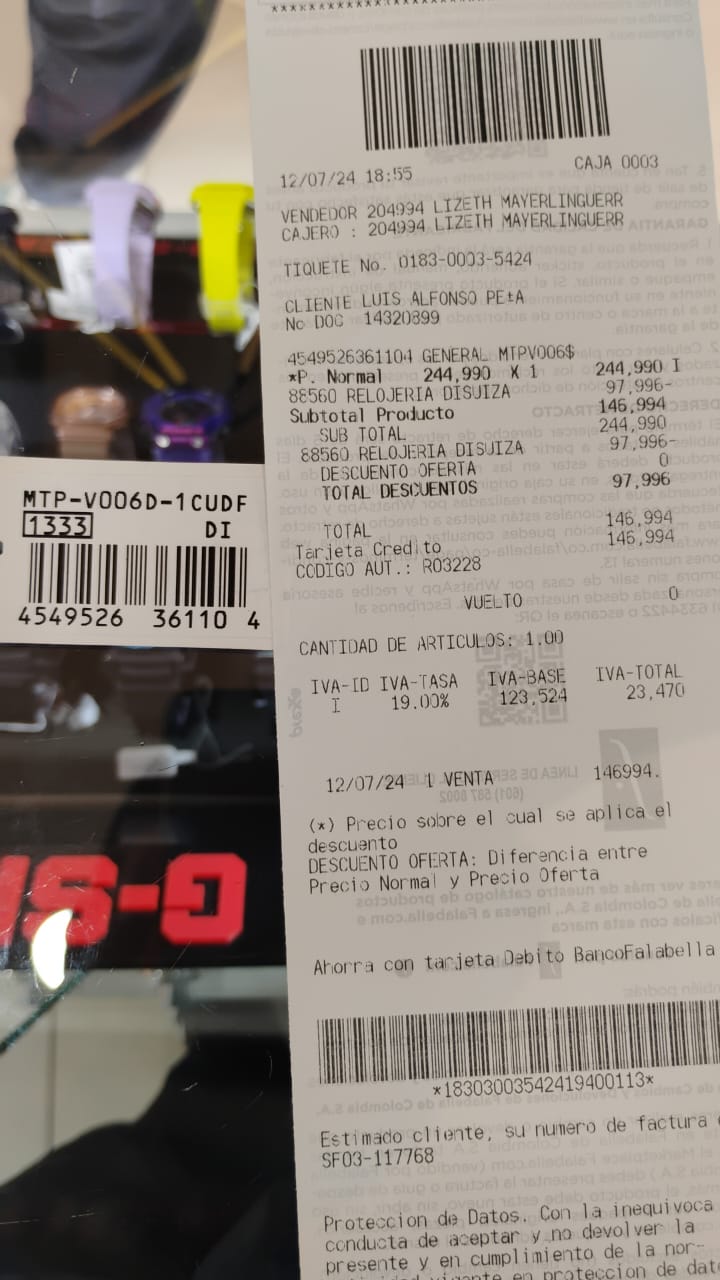 12/07/24 18:55 CAJA 0003
VENDEDOR 204994 LIZETH MAYERLINGUERR
CAJERO : 204994 LIZETH MAYERLINGUERR
TIQUETE No. 0183-0003-5424
CLIENTE LUIS ALFONSO PE±A
No DOC 14320899
4549526361104 GENERAL MTPV006$
*P. Normal 244,990 X 1 244,990 I
88560 RELOJERIA DISUIZA 97,996-
Subtotal Producto 146,994
SUB TOTAL 244,990
88560 RELOJERIA DISUIZA 97,996-
DESCUENTO OFERTA 0
TOTAL DESCUENTOS 97,996
TOTAL 146,994
Tarjeta Credito 146,994
CODIGO AUT.: R03228
VUELTO 0
CANTIDAD DE ARTICULOS: 1.00
IVA-ID IVA-TASA IVA-BASE IVA-TOTAL
I 19.00% 123,524 23,470
12/07/24 1 VENTA 146994.
(*) Precio sobre el cual se aplica el
descuento
DESCUENTO OFERTA: Diferencia entre
Precio Normal y Precio Oferta
Ahorra con tarjeta Debito BancoFalabella
*18303003542419400113*
Estimado cliente, su numero de factura
SF03-117768
Proteccion de Datos. Con la inequivoca
conducta de aceptar y no devolver la
presente y en cumplimiento de la nor-
MTP-V006D-1CUDF
1333 DI
4549526 36110 4
G-S